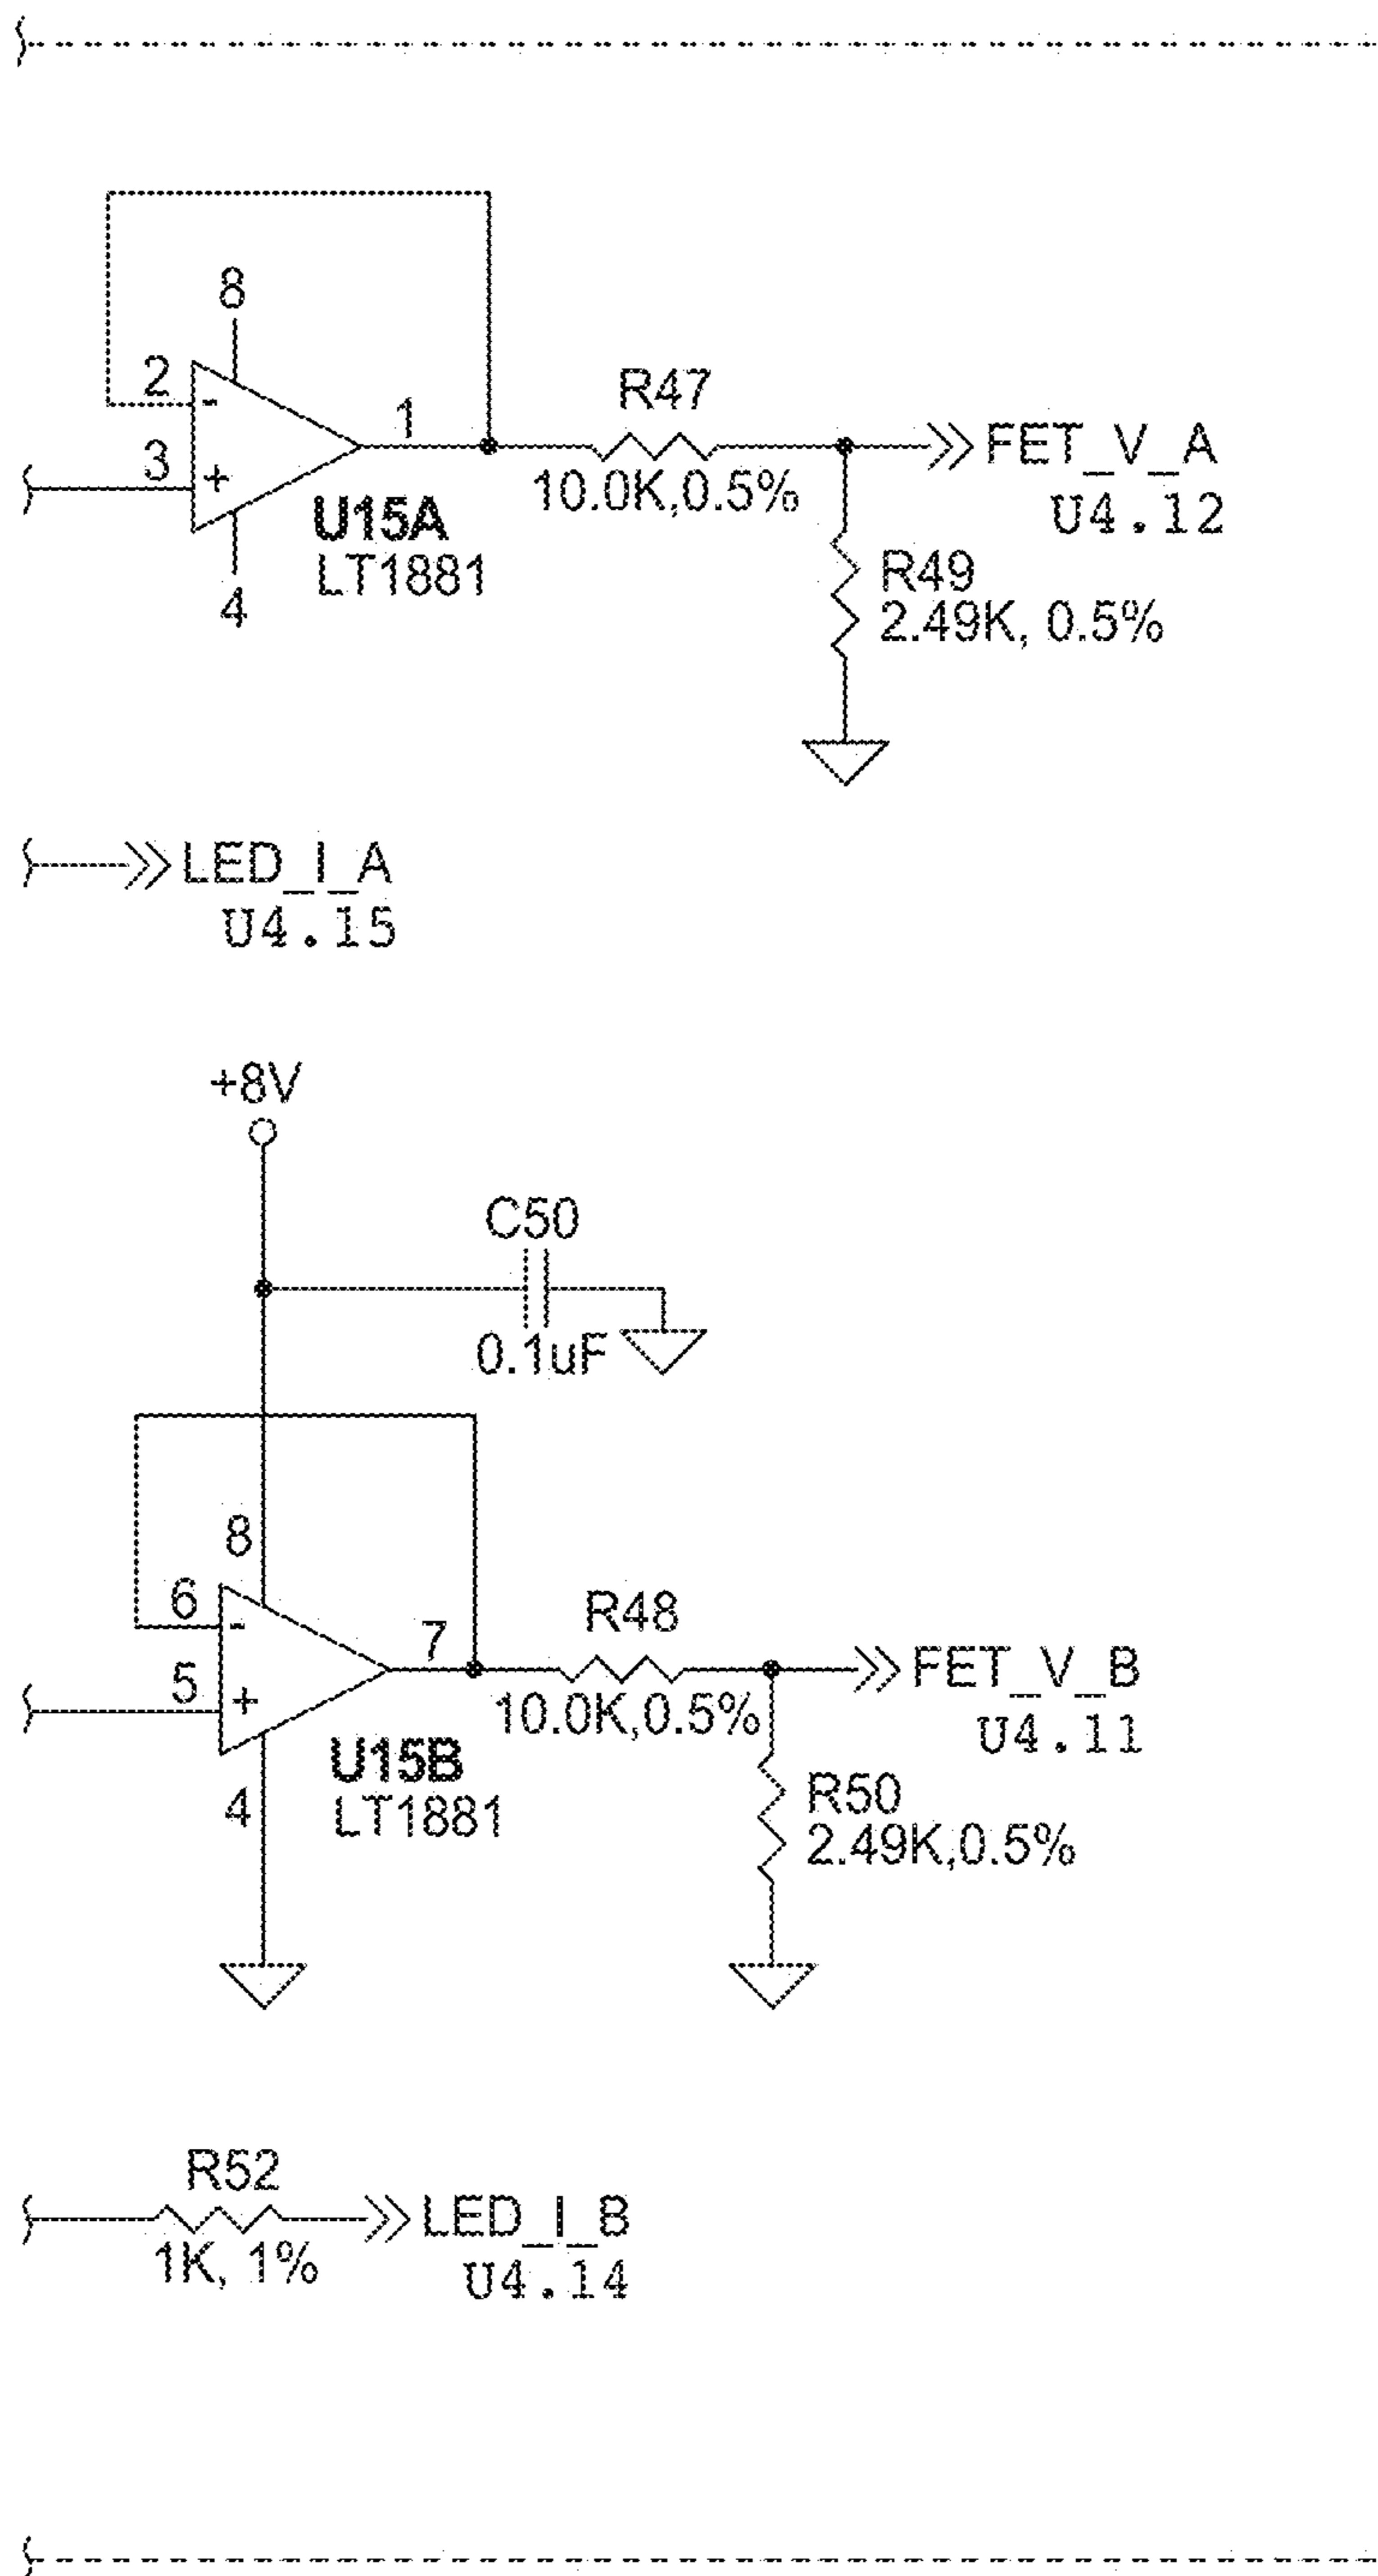 8
2
-
1
3
+
R47
10.0K,0.5%
FET_V_A
U4.12
U15A
LT1881
4
R49
2.49K, 0.5%
LED_I_A
U4.15
+8V
C50
0.1uF
8
6
-
7
5
+
R48
10.0K,0.5%
FET_V_B
U4.11
U15B
LT1881
4
R50
2.49K,0.5%
R52
1K, 1%
LED_I_B
U4.14